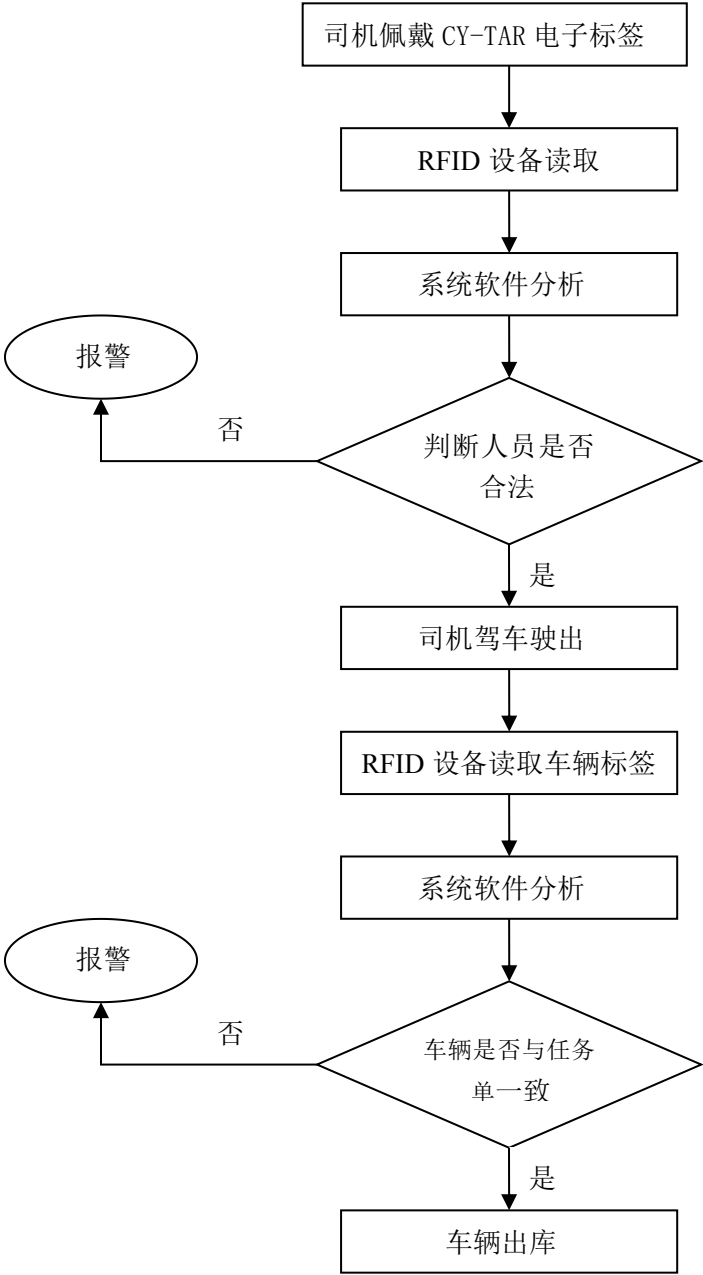 司机佩戴 CY-TAR 电子标签
RFID 设备读取
系统软件分析
报警
否
判断人员是否
合法
是
司机驾车驶出
RFID 设备读取车辆标签
系统软件分析
报警
否
车辆是否与任务
单一致
是
车辆出库